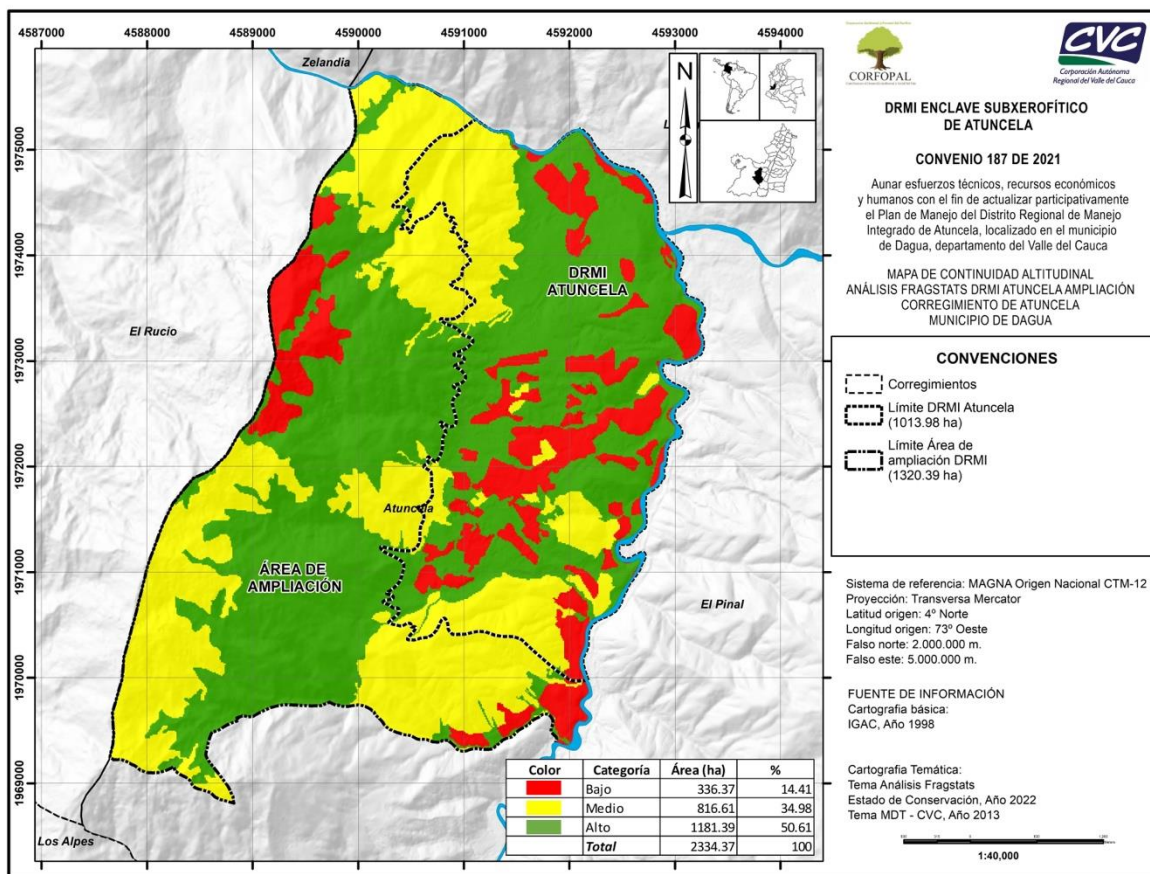 4587000 4588000 4589000 4590000 4591000 4592000 4593000 4594000
1975000
1974000
1973000
1972000
1971000
1970000
1969000
Zelandia
N
DRMI
ATUNCELA
El Rucio
Atuncela
ÁREA DE
AMPLIACIÓN
El Pinal
Los Alpes
Color Categoría Área (ha) %
Bajo 336.37 14.41
Medio 816.61 34.98
Alto 1181.39 50.61
Total 2334.37 100
CORFOPAL
CVC
Corporación Autónoma
Regional del Valle del Cauca
DRMI ENCLAVE SUBXEROFÍTICO
DE ATUNCELA
CONVENIO 187 DE 2021
Aunar esfuerzos técnicos, recursos económicos
y humanos con el fin de actualizar participativamente
el Plan de Manejo del Distrito Regional de Manejo
Integrado de Atuncela, localizado en el municipio
de Dagua, departamento del Valle del Cauca
MAPA DE CONTINUIDAD ALTITUDINAL
ANÁLISIS FRAGSTATS DRMI ATUNCELA AMPLIACIÓN
CORREGIMIENTO DE ATUNCELA
MUNICIPIO DE DAGUA
CONVENCIONES
Corregimientos
Límite DRMI Atuncela
(1013.98 ha)
Límite Área de
ampliación DRMI
(1320.39 ha)
Sistema de referencia: MAGNA Origen Nacional CTM-12
Proyección: Transversa Mercator
Latitud origen: 4º Norte
Longitud origen: 73º Oeste
Falso norte: 2.000.000 m.
Falso este: 5.000.000 m.
FUENTE DE INFORMACIÓN
Cartografía básica:
IGAC, Año 1998
Cartografía Temática:
Tema Análisis Fragstats
Estado de Conservación, Año 2022
Tema MDT - CVC, Año 2013
1:40,000